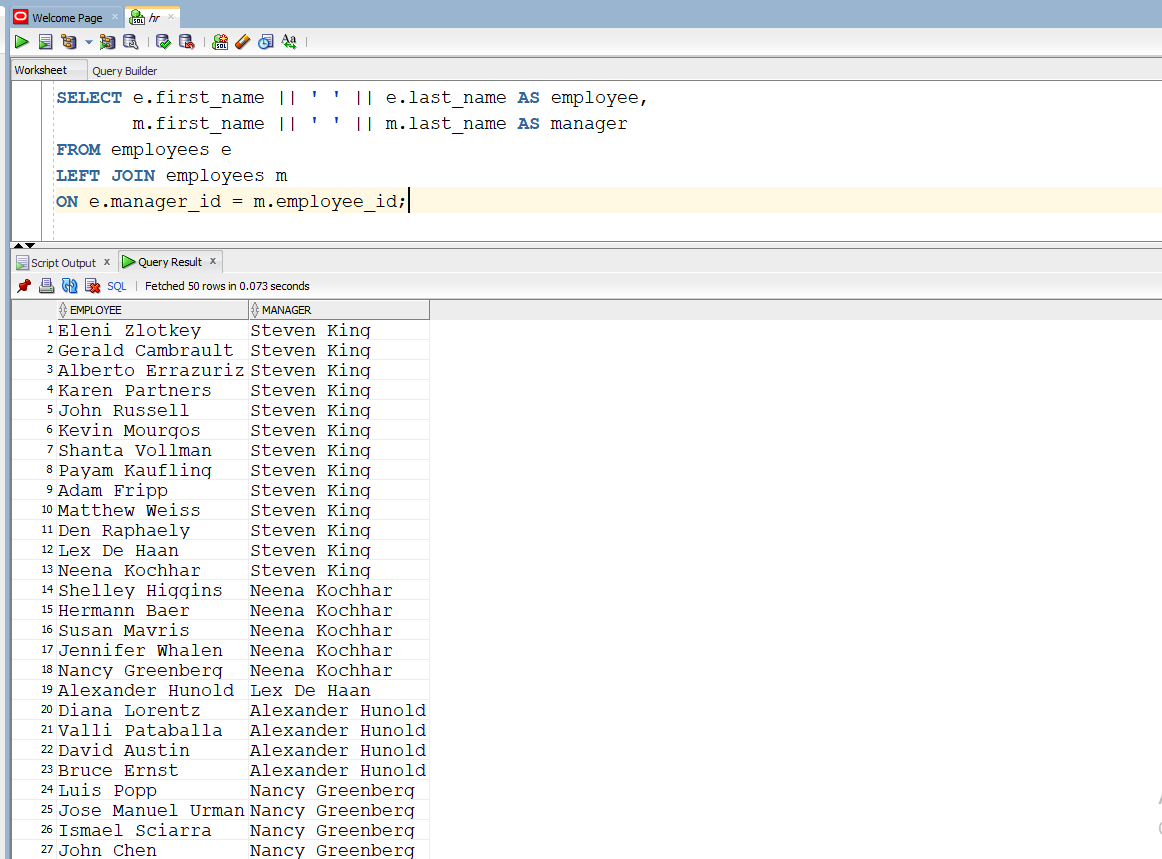 Welcome Page hr
Worksheet Query Builder
SELECT e.first_name || ' ' || e.last_name AS employee,
m.first_name || ' ' || m.last_name AS manager
FROM employees e
LEFT JOIN employees m
ON e.manager_id = m.employee_id;
Script Output x Query Result x
SQL | Fetched 50 rows in 0.073 seconds
EMPLOYEE MANAGER
1 Eleni Zlotkey Steven King
2 Gerald Cambrault Steven King
3 Alberto Errazuriz Steven King
4 Karen Partners Steven King
5 John Russell Steven King
6 Kevin Mourgos Steven King
7 Shanta Vollman Steven King
8 Payam Kaufling Steven King
9 Adam Fripp Steven King
10 Matthew Weiss Steven King
11 Den Raphaely Steven King
12 Lex De Haan Steven King
13 Neena Kochhar Steven King
14 Shelley Higgins Neena Kochhar
15 Hermann Baer Neena Kochhar
16 Susan Mavris Neena Kochhar
17 Jennifer Whalen Neena Kochhar
18 Nancy Greenberg Neena Kochhar
19 Alexander Hunold Lex De Haan
20 Diana Lorentz Alexander Hunold
21 Valli Pataballa Alexander Hunold
22 David Austin Alexander Hunold
23 Bruce Ernst Alexander Hunold
24 Luis Popp Nancy Greenberg
25 Jose Manuel Urman Nancy Greenberg
26 Ismael Sciarra Nancy Greenberg
27 John Chen Nancy Greenberg